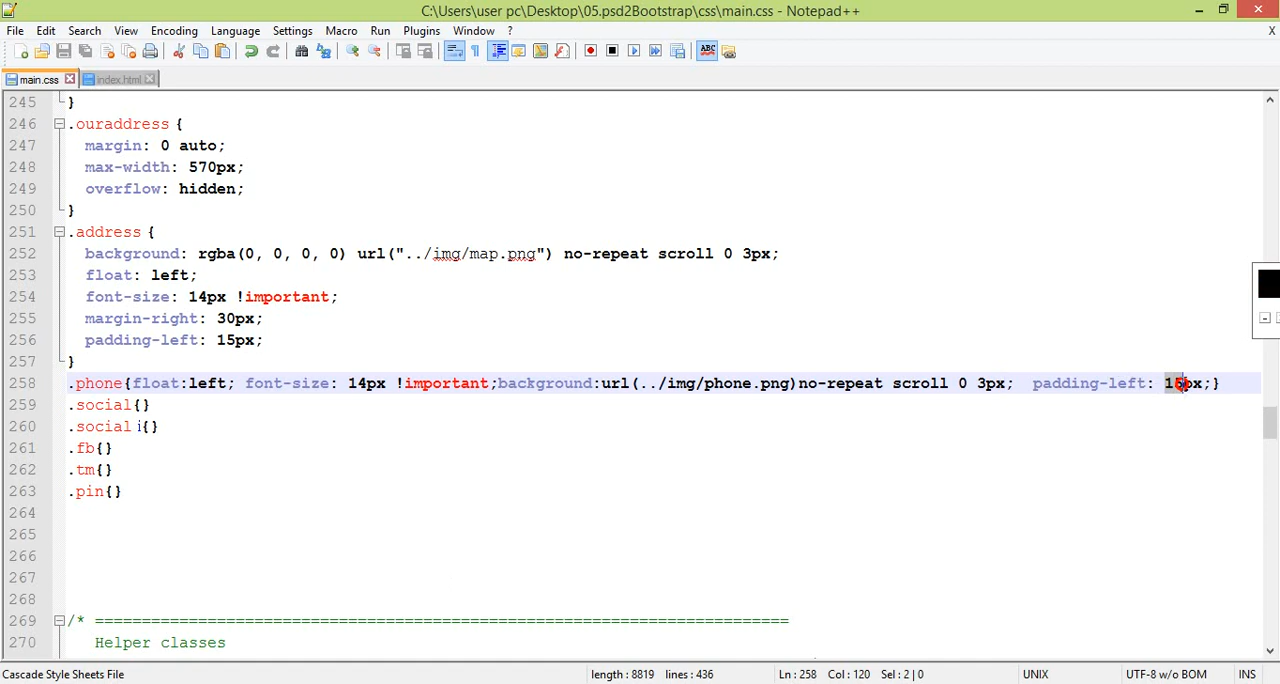 C:\Users\user pc\Desktop\05.psd2Bootstrap\css\main.css - Notepad++
File Edit Search View Encoding Language Settings Macro Run Plugins Window ? X
ABC
main.css index.html
245 }
246 .ouraddress {
247 margin: 0 auto;
248 max-width: 570px;
249 overflow: hidden;
250 }
251 .address {
252 background: rgba(0, 0, 0, 0) url("../img/map.png") no-repeat scroll 0 3px;
253 float: left;
254 font-size: 14px !important;
255 margin-right: 30px;
256 padding-left: 15px;
257 }
258 .phone{float:left; font-size: 14px !important;background:url(../img/phone.png)no-repeat scroll 0 3px; padding-left: 15px;}
259 .social{}
260 .social i{}
261 .fb{}
262 .tm{}
263 .pin{}
264
265
266
267
268
269 /* ==========================================================================
270 Helper classes
Cascade Style Sheets File length : 8819 lines : 436 Ln : 258 Col : 120 Sel : 2 | 0 UNIX UTF-8 w/o BOM INS